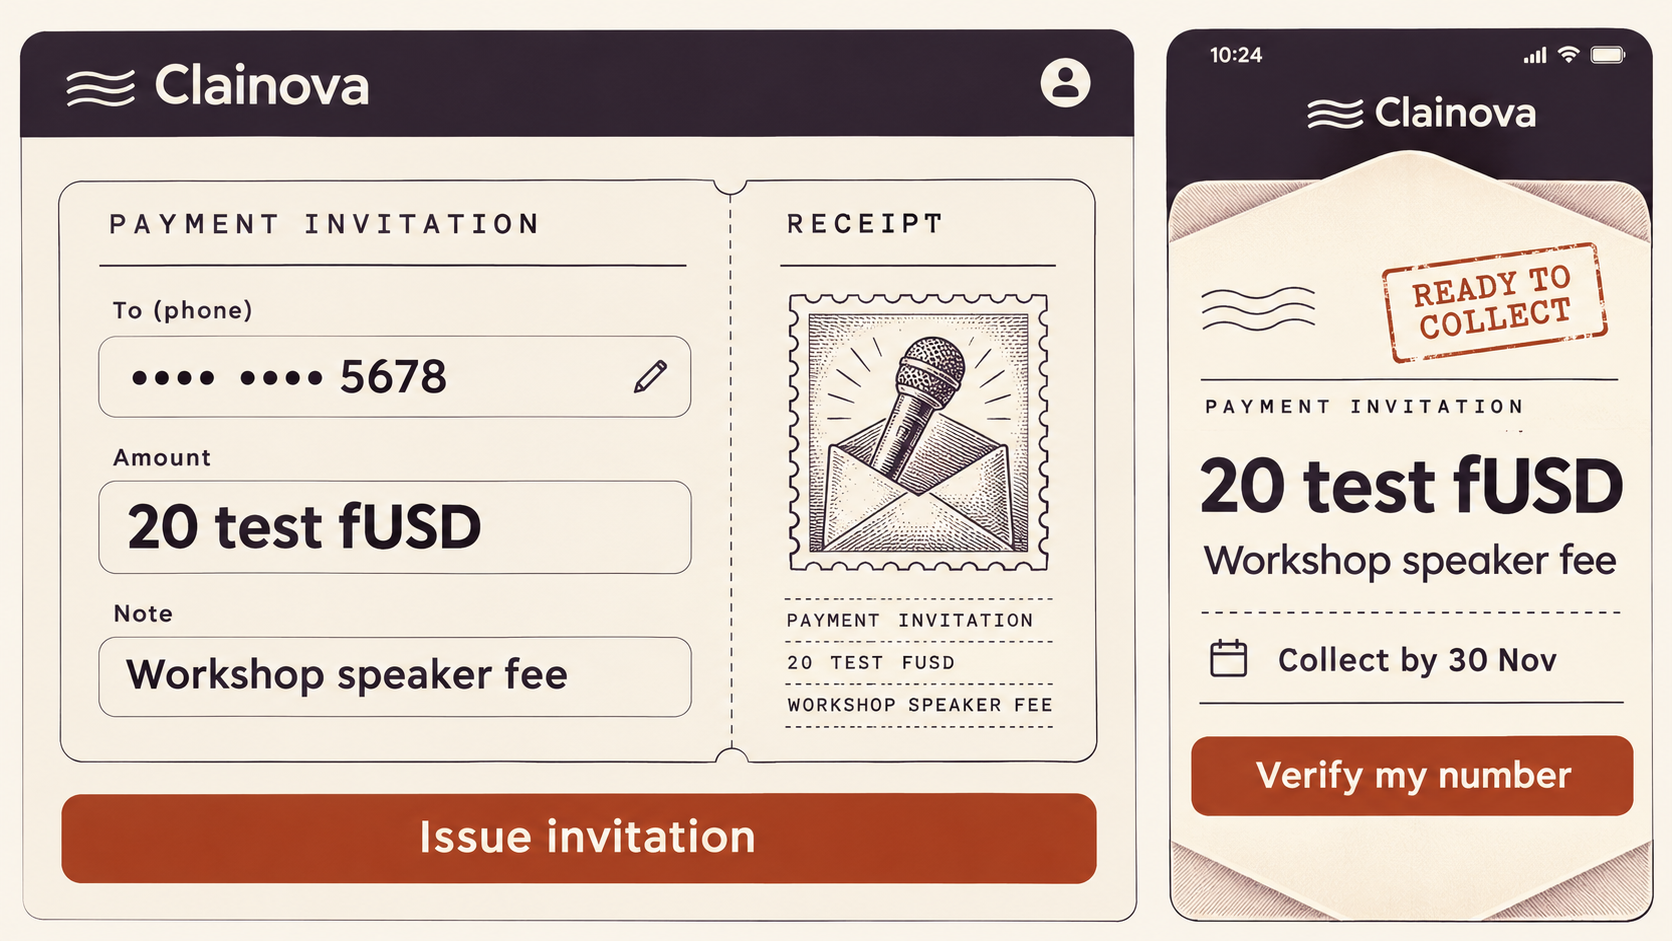 Clainova
PAYMENT INVITATION
To (phone)
•••• •••• 5678
Amount
20 test fUSD
Note
Workshop speaker fee
RECEIPT
PAYMENT INVITATION
20 TEST FUSD
WORKSHOP SPEAKER FEE
Issue invitation
10:24
Clainova
READY TO
COLLECT
PAYMENT INVITATION
20 test fUSD
Workshop speaker fee
Collect by 30 Nov
Verify my number